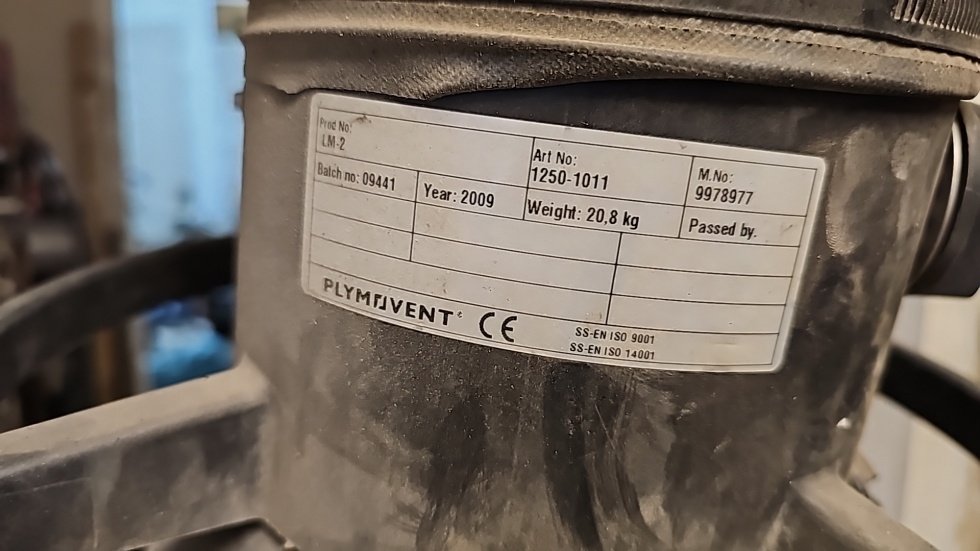 Prod No:
LM-2
Art No:
1250-1011
M.No:
9978977
Batch no: 09441
Year: 2009
Weight: 20,8 kg
Passed by.
PLYMOVENT® CE
SS-EN ISO 9001
SS-EN ISO 14001